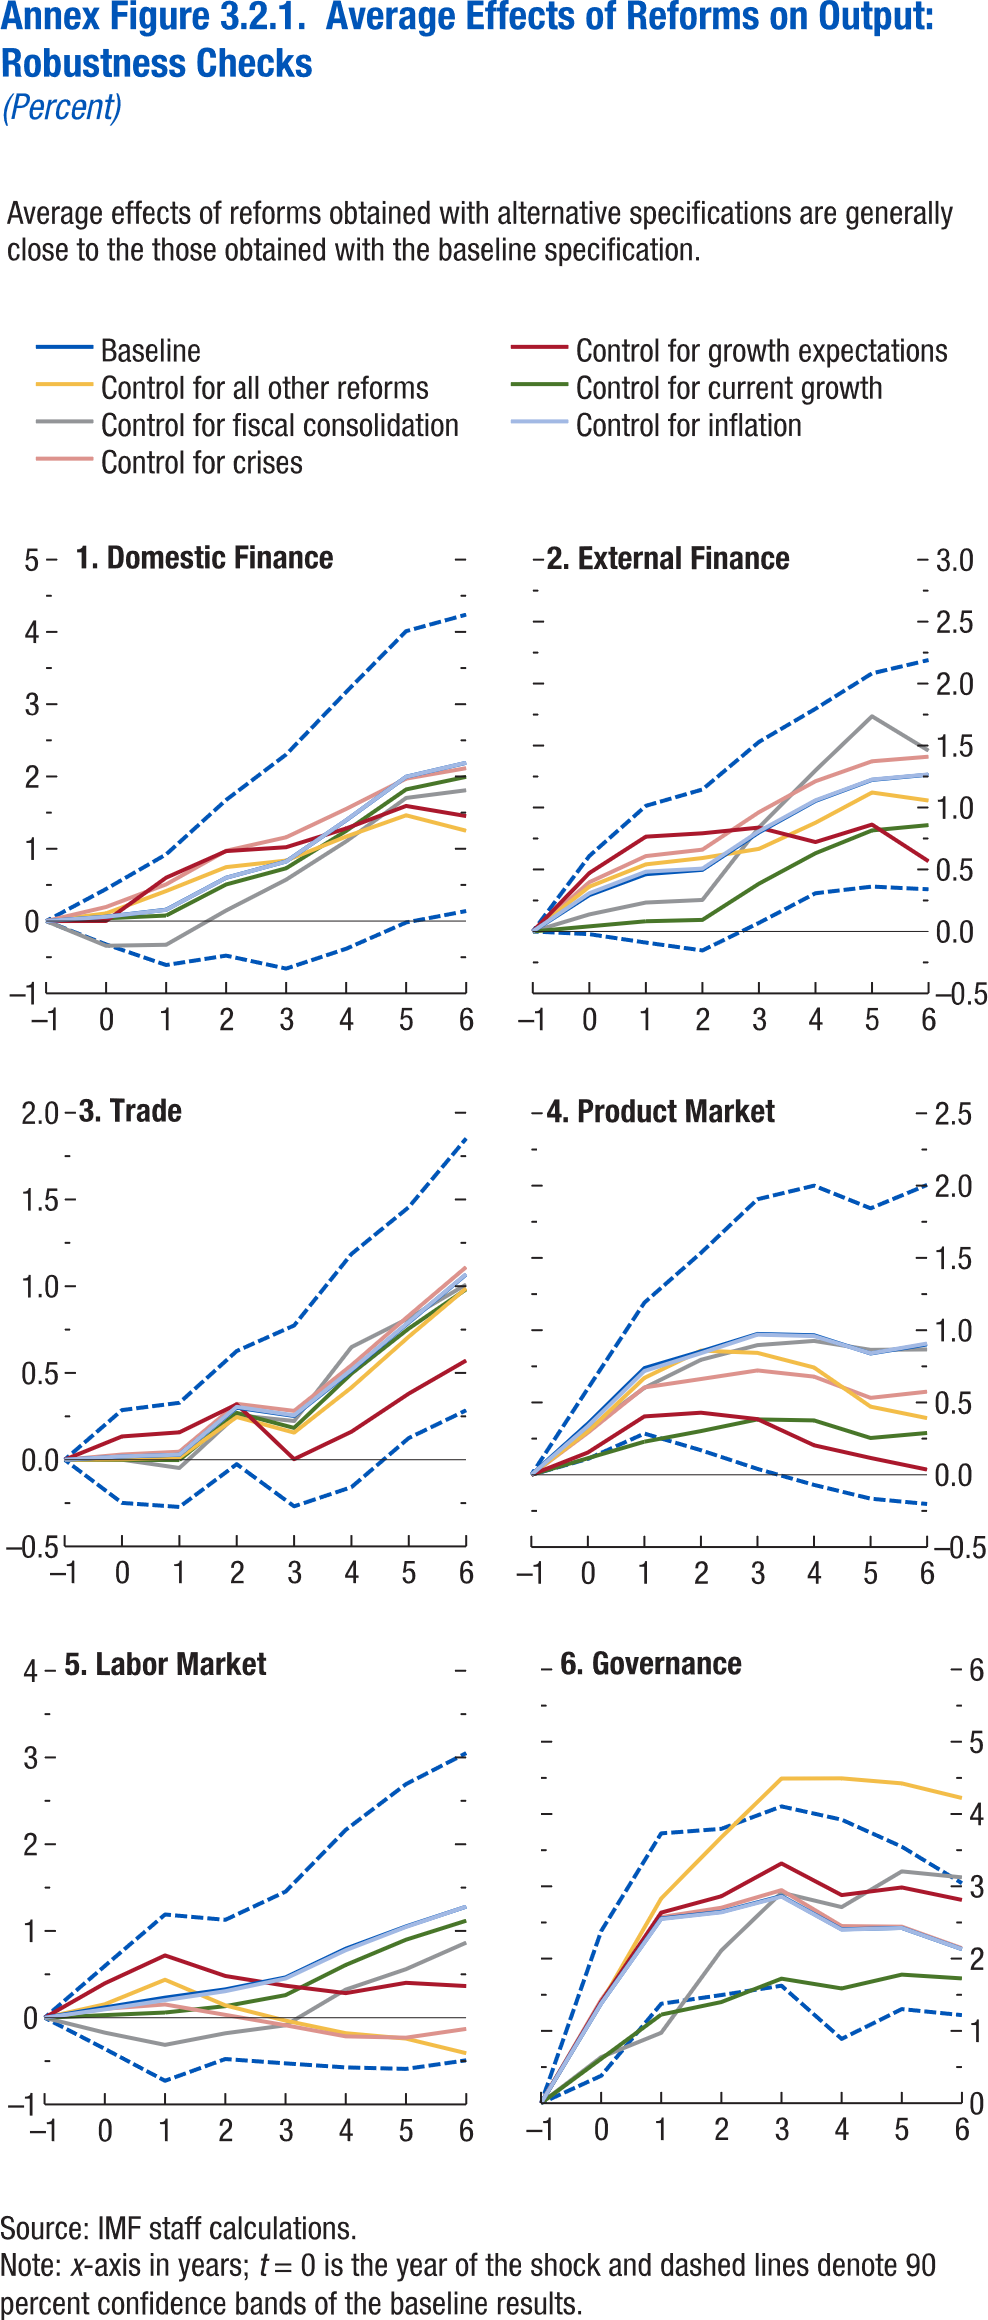 Annex Figure 3.2.1.  Average Effects of Reforms on Output:
Robustness Checks
(Percent)
Average effects of reforms obtained with alternative specifications are generally
close to the those obtained with the baseline specification.
Baseline
Control for all other reforms
Control for fiscal consolidation
Control for crises
Control for growth expectations
Control for current growth
Control for inflation
1. Domestic Finance
5
4
3
2
1
0
–1
–1 0 1 2 3 4 5 6
2. External Finance
3.0
2.5
2.0
1.5
1.0
0.5
0.0
–0.5
–1 0 1 2 3 4 5 6
3. Trade
2.0
1.5
1.0
0.5
0.0
–0.5
–1 0 1 2 3 4 5 6
4. Product Market
2.5
2.0
1.5
1.0
0.5
0.0
–0.5
–1 0 1 2 3 4 5 6
5. Labor Market
4
3
2
1
0
–1
–1 0 1 2 3 4 5 6
6. Governance
6
5
4
3
2
1
0
–1 0 1 2 3 4 5 6
Source: IMF staff calculations.
Note: x-axis in years; t = 0 is the year of the shock and dashed lines denote 90
percent confidence bands of the baseline results.